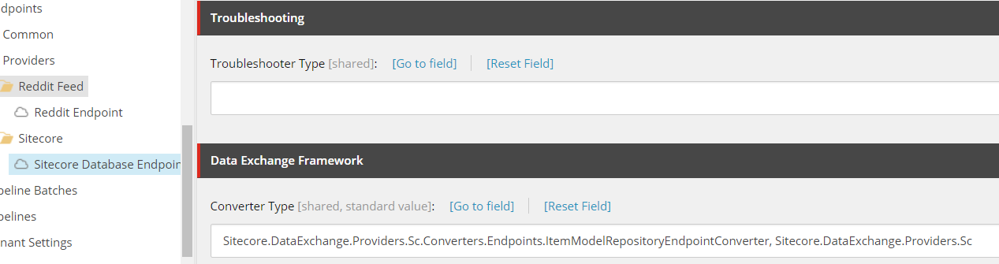 dpoints
Common
Providers
Reddit Feed
Reddit Endpoint
Sitecore
Sitecore Database Endpoin
peline Batches
pelines
nant Settings
Troubleshooting
Troubleshooter Type [shared]: [Go to field] [Reset Field]
Data Exchange Framework
Converter Type [shared, standard value]: [Go to field] [Reset Field]
Sitecore.DataExchange.Providers.Sc.Converters.Endpoints.ItemModelRepositoryEndpointConverter, Sitecore.DataExchange.Providers.Sc